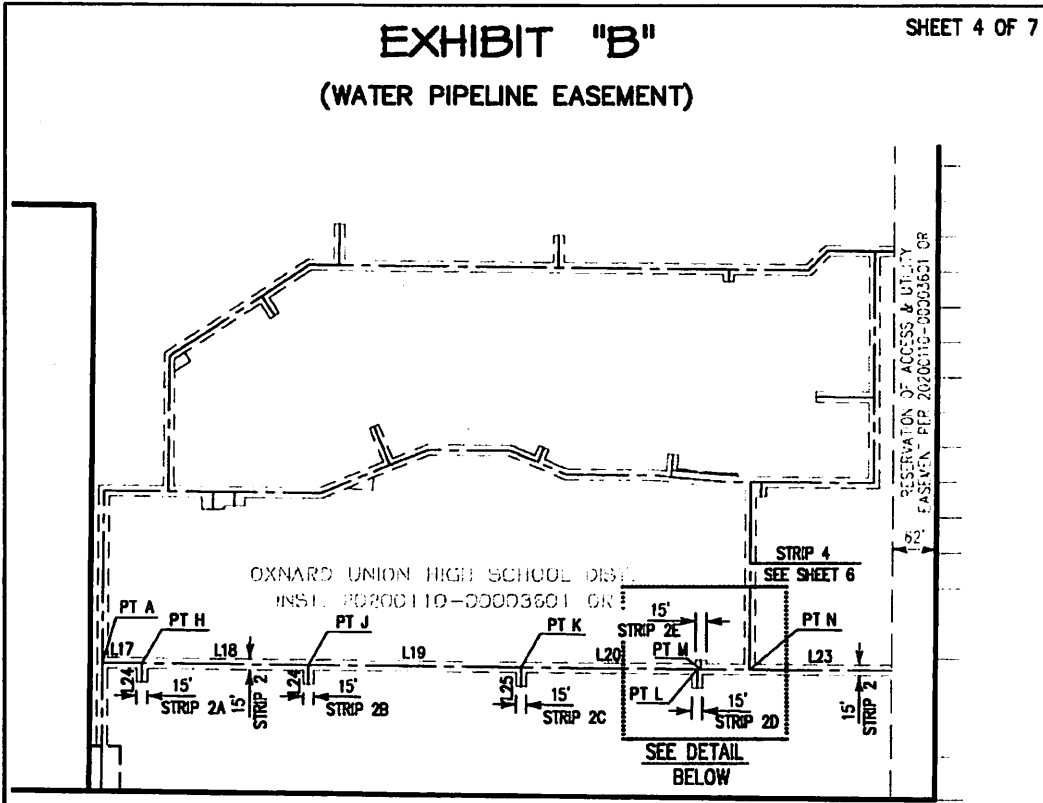 EXHIBIT "B"
SHEET 4 OF 7
(WATER PIPELINE EASEMENT)
RESERVATION OF ACCESS & UTILITY
EASEMENT PER 20200110-00003601 OR
62'
OXNARD UNION HIGH SCHOOL DIST.
INST. 20200110-00003601 OR
STRIP 4
SEE SHEET 6
PT A
PT H
PT J
PT K
15'
STRIP 2E
PT M
PT N
L17
L18
L19
L20
L23
L24
15'
STRIP 2A
15'
STRIP 2
L24
15'
STRIP 2B
L25
15'
STRIP 2C
PT L
15'
STRIP 2D
15'
STRIP 2
SEE DETAIL
BELOW